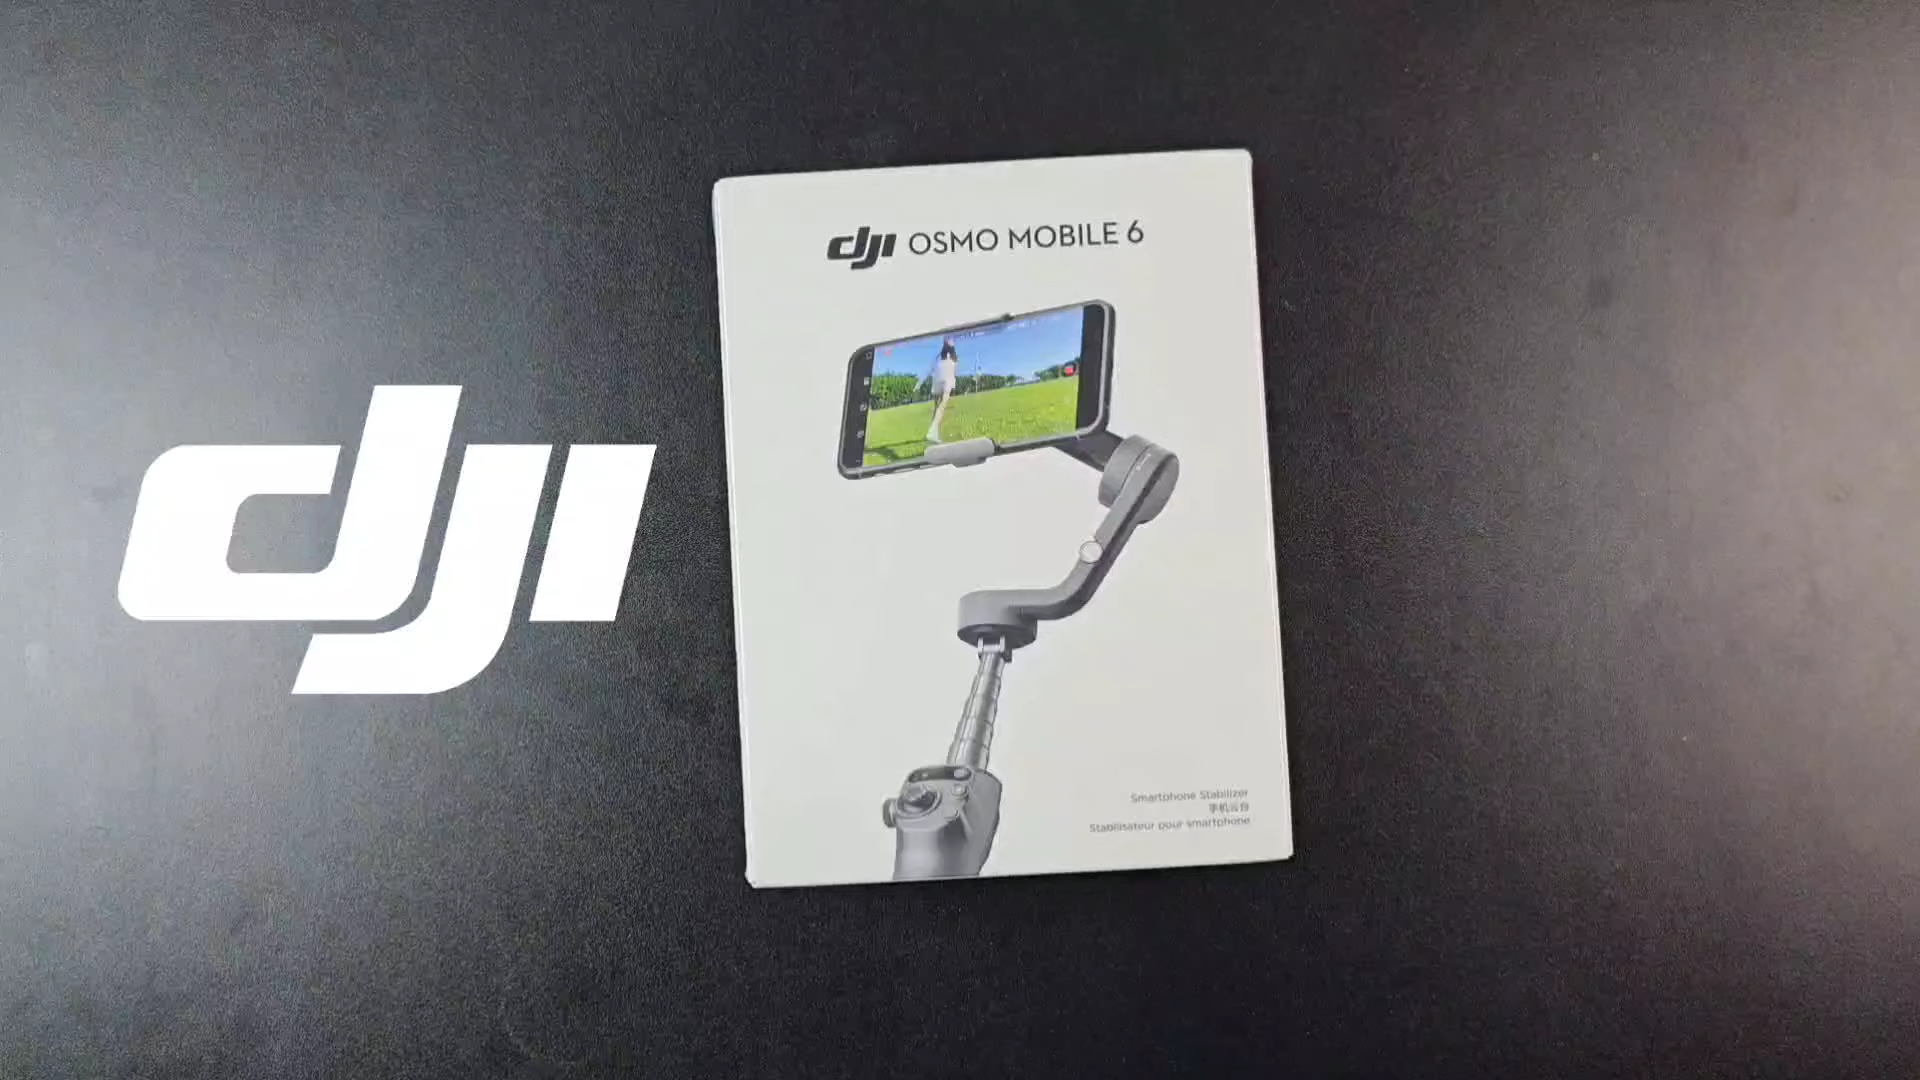 dji
dji OSMO MOBILE 6
Smartphone Stabilizer
手机云台
Stabilisateur pour smartphone